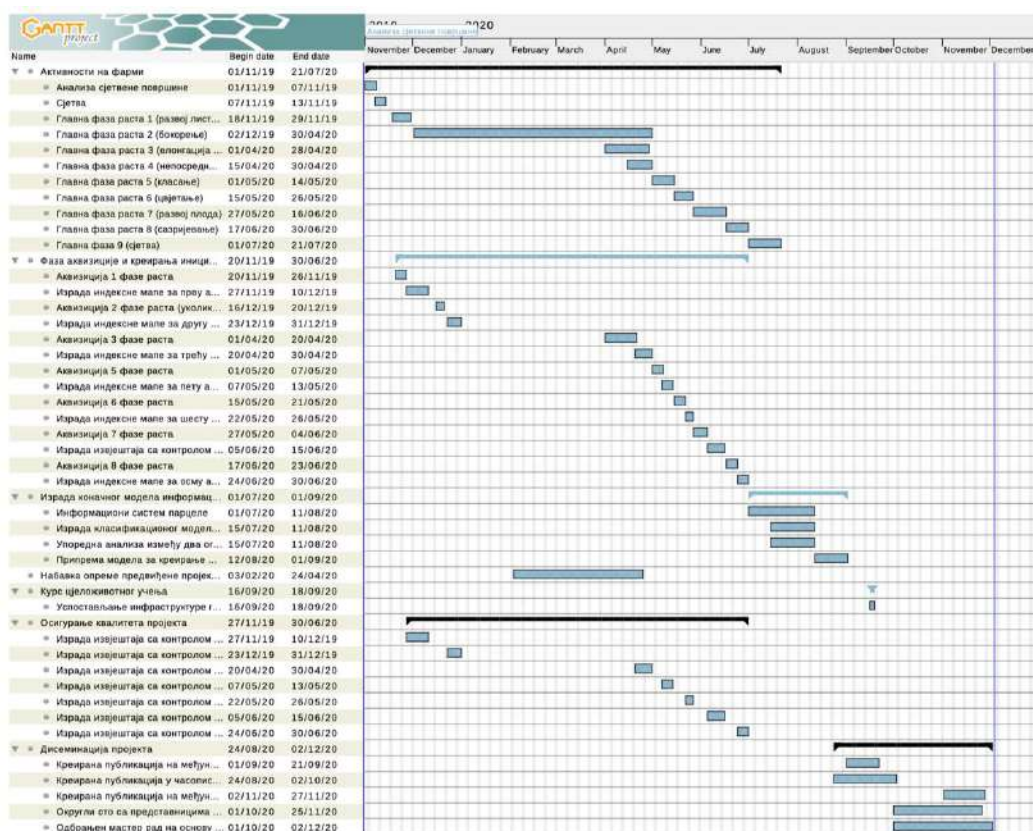 GANTT project
2019 2020
Анализа сјетвене површине
Name Begin date End date
November December January February March April May June July August September October November December
Активности на фарми 01/11/19 21/07/20
Анализа сјетвене површине 01/11/19 07/11/19
Сјетва 07/11/19 13/11/19
Главна фаза раста 1 (развој лист... 18/11/19 29/11/19
Главна фаза раста 2 (бокорење) 02/12/19 30/04/20
Главна фаза раста 3 (елонгација ... 01/04/20 28/04/20
Главна фаза раста 4 (непосредн... 15/04/20 30/04/20
Главна фаза раста 5 (класање) 01/05/20 14/05/20
Главна фаза раста 6 (цвјетање) 15/05/20 26/05/20
Главна фаза раста 7 (развој плода) 27/05/20 16/06/20
Главна фаза раста 8 (сазријевање) 17/06/20 30/06/20
Главна фаза 9 (сјетва) 01/07/20 21/07/20
Фаза аквизиције и креирања иници... 20/11/19 30/06/20
Аквизиција 1 фазе раста 20/11/19 26/11/19
Израда индексне мапе за прву а... 27/11/19 10/12/19
Аквизиција 2 фазе раста (уколик... 16/12/19 20/12/19
Израда индексне мапе за другу ... 23/12/19 31/12/19
Аквизиција 3 фазе раста 01/04/20 20/04/20
Израда индексне мапе за трећу ... 20/04/20 30/04/20
Аквизиција 5 фазе раста 01/05/20 07/05/20
Израда индексне мапе за пету а... 07/05/20 13/05/20
Аквизиција 6 фазе раста 15/05/20 21/05/20
Израда индексне мапе за шесту ... 22/05/20 26/05/20
Аквизиција 7 фазе раста 27/05/20 04/06/20
Израда извјештаја са контролом ... 05/06/20 15/06/20
Аквизиција 8 фазе раста 17/06/20 23/06/20
Израда индексне мапе за осму а... 24/06/20 30/06/20
Израда коначног модела информац... 01/07/20 01/09/20
Информациони систем парцеле 01/07/20 11/08/20
Израда класификационог модел... 15/07/20 11/08/20
Упоредна анализа између два ог... 15/07/20 11/08/20
Припрема модела за креирање ... 12/08/20 01/09/20
Набавка опреме предвиђене пројек... 03/02/20 24/04/20
Курс цјеложивотног учења 16/09/20 18/09/20
Успостављање инфраструктуре г... 16/09/20 18/09/20
Осигурање квалитета пројекта 27/11/19 30/06/20
Израда извјештаја са контролом ... 27/11/19 10/12/19
Израда извјештаја са контролом ... 23/12/19 31/12/19
Израда извјештаја са контролом ... 20/04/20 30/04/20
Израда извјештаја са контролом ... 07/05/20 13/05/20
Израда извјештаја са контролом ... 22/05/20 26/05/20
Израда извјештаја са контролом ... 05/06/20 15/06/20
Израда извјештаја са контролом ... 24/06/20 30/06/20
Дисеминација пројекта 24/08/20 02/12/20
Креирана публикација на међун... 01/09/20 21/09/20
Креирана публикација у часопис... 24/08/20 02/10/20
Креирана публикација на међун... 02/11/20 27/11/20
Округли сто са представницима ... 01/10/20 25/11/20
Одбрањен мастер рад на основу ... 01/10/20 02/12/20